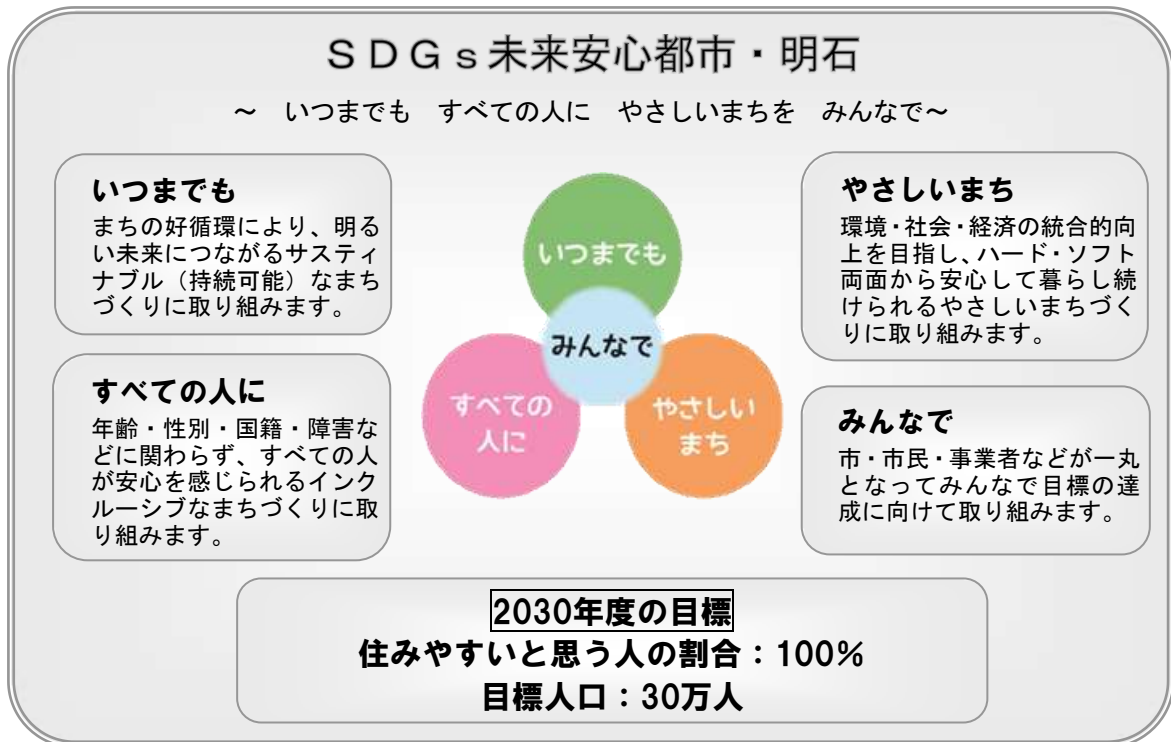 ＳＤＧｓ未来安心都市・明石
～　いつまでも　すべての人に　やさしいまちを　みんなで～
いつまでも
まちの好循環により、明る
い未来につながるサスティ
ナブル（持続可能）なまち
づくりに取り組みます。
すべての人に
年齢・性別・国籍・障害な
どに関わらず、すべての人
が安心を感じられるインク
ルーシブなまちづくりに取
り組みます。
いつまでも
みんなで
すべての
人に
やさしい
まち
やさしいまち
環境・社会・経済の統合的向
上を目指し、ハード・ソフト
両面から安心して暮らし続
けられるやさしいまちづく
りに取り組みます。
みんなで
市・市民・事業者などが一丸
となってみんなで目標の達
成に向けて取り組みます。
2030年度の目標
住みやすいと思う人の割合：100％
目標人口：30万人